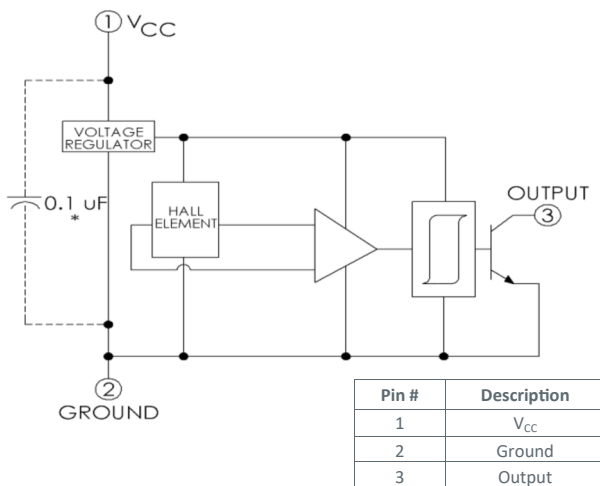 1 VCC
VOLTAGE
REGULATOR
0.1 uF
*
HALL
ELEMENT
OUTPUT
3
2
GROUND
Pin # Description
1 VCC
2 Ground
3 Output